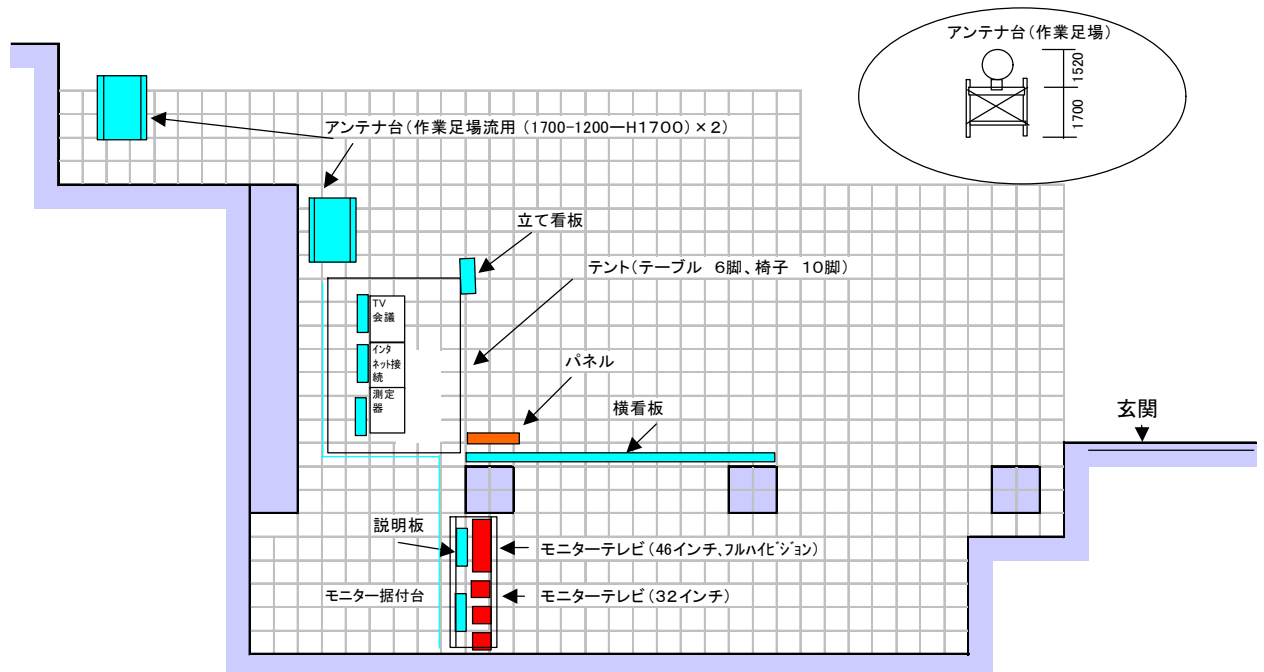 アンテナ台(作業足場)
1520
1700
アンテナ台(作業足場流用 (1700-1200ーH1700)×2)
立て看板
テント(テーブル 6脚、椅子 10脚)
TV
会議
インタ
ネット接
続
測定
器
パネル
横看板
玄関
説明板
モニターテレビ(46インチ、フルハイビジョン)
モニター据付台
モニターテレビ(32インチ)